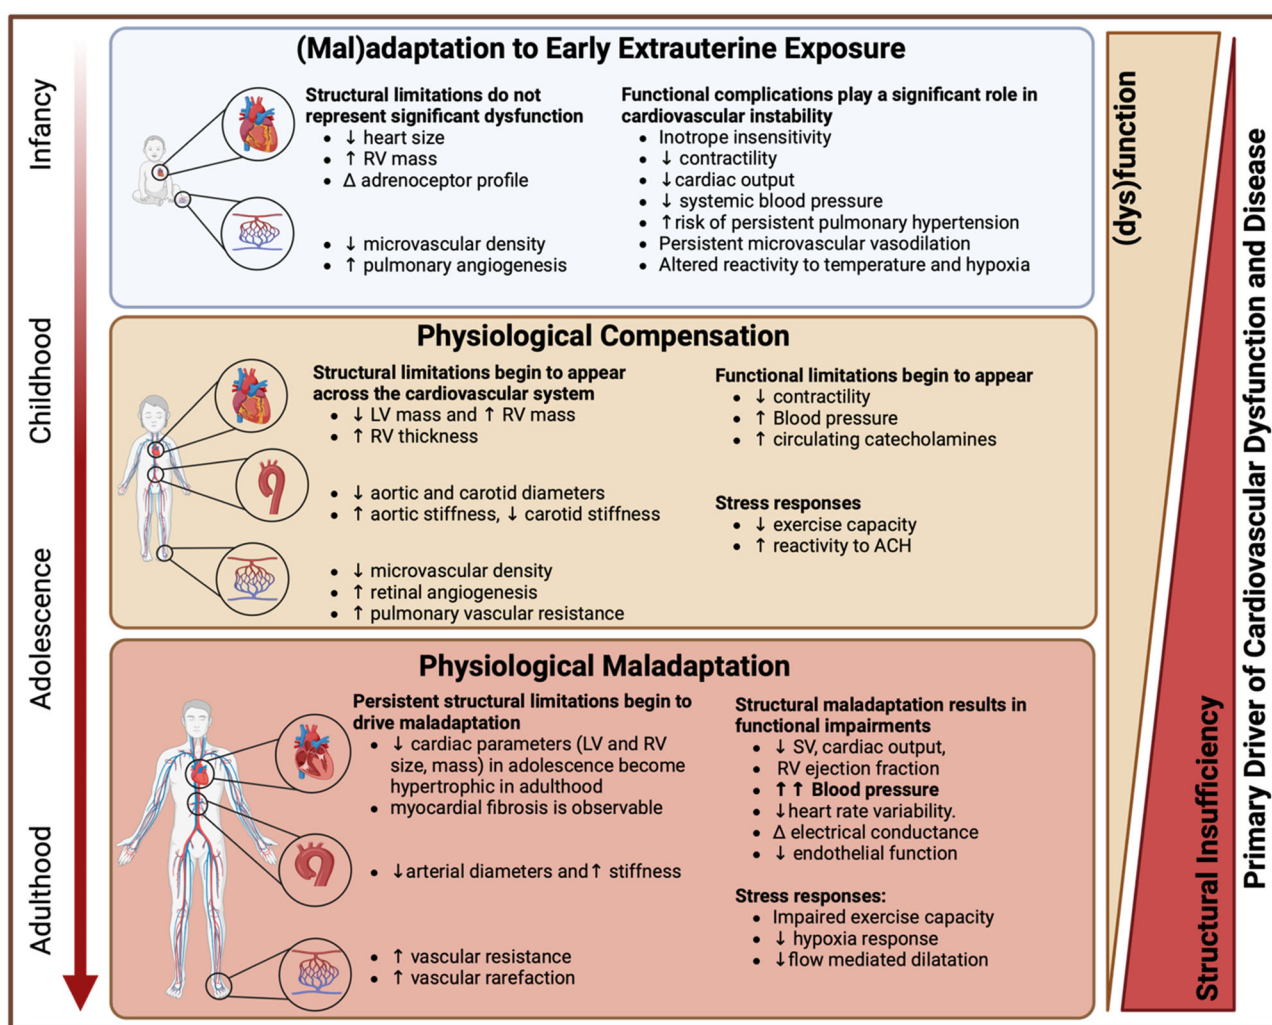 Infancy
Childhood
Adolescence
Adulthood
(Mal)adaptation to Early Extrauterine Exposure
Structural limitations do not
represent significant dysfunction
• ↓ heart size
• ↑ RV mass
• Δ adrenoceptor profile
• ↓ microvascular density
• ↑ pulmonary angiogenesis
Functional complications play a significant role in
cardiovascular instability
• Inotrope insensitivity
• ↓ contractility
• ↓cardiac output
• ↓ systemic blood pressure
• ↑risk of persistent pulmonary hypertension
• Persistent microvascular vasodilation
• Altered reactivity to temperature and hypoxia
Physiological Compensation
Structural limitations begin to appear
across the cardiovascular system
• ↓ LV mass and ↑ RV mass
• ↑ RV thickness
• ↓ aortic and carotid diameters
• ↑ aortic stiffness, ↓ carotid stiffness
• ↓ microvascular density
• ↑ retinal angiogenesis
• ↑ pulmonary vascular resistance
Functional limitations begin to appear
• ↓ contractility
• ↑ Blood pressure
• ↑ circulating catecholamines
Stress responses
• ↓ exercise capacity
• ↑ reactivity to ACH
Physiological Maladaptation
Persistent structural limitations begin to
drive maladaptation
• ↓ cardiac parameters (LV and RV
size, mass) in adolescence become
hypertrophic in adulthood
• myocardial fibrosis is observable
• ↓arterial diameters and↑ stiffness
• ↑ vascular resistance
• ↑ vascular rarefaction
Structural maladaptation results in
functional impairments
• ↓ SV, cardiac output,
• RV ejection fraction
• ↑↑ Blood pressure
• ↓heart rate variability.
• Δ electrical conductance
• ↓ endothelial function
Stress responses:
• Impaired exercise capacity
• ↓ hypoxia response
• ↓flow mediated dilatation
(dys)function
Structural Insufficiency
Primary Driver of Cardiovascular Dysfunction and Disease